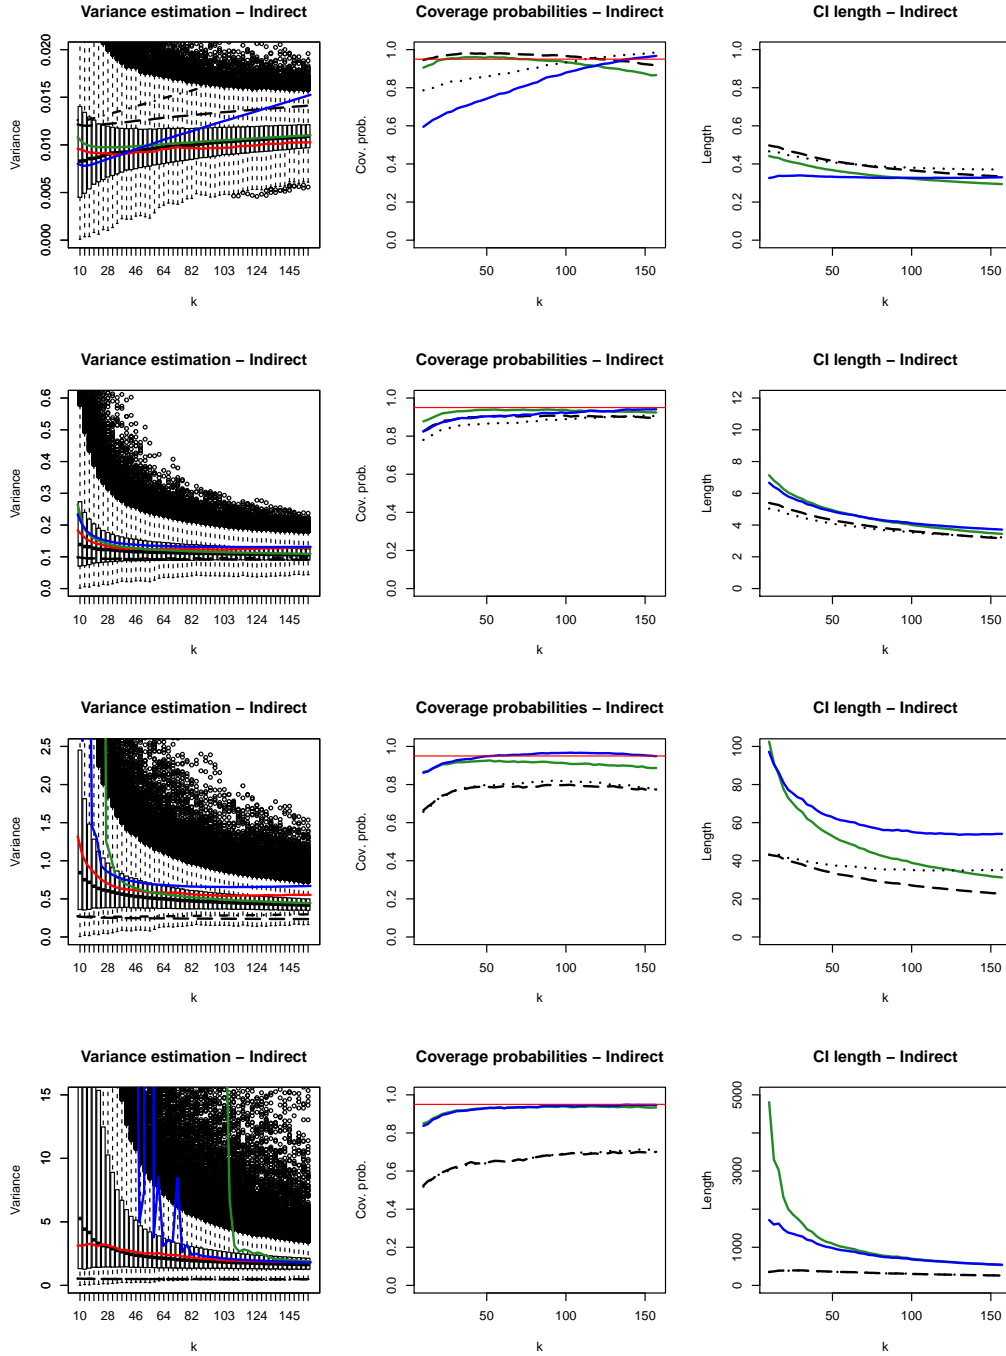 Variance estimation – Indirect
Coverage probabilities – Indirect
CI length – Indirect
Variance
0.000 0.005 0.010 0.015 0.020
10 28 46 64 82 103 124 145
k
Cov. prob.
0.0 0.2 0.4 0.6 0.8 1.0
50 100 150
k
Length
0.0 0.2 0.4 0.6 0.8 1.0
50 100 150
k
Variance estimation – Indirect
Coverage probabilities – Indirect
CI length – Indirect
Variance
0.0 0.1 0.2 0.3 0.4 0.5 0.6
10 28 46 64 82 103 124 145
k
Cov. prob.
0.0 0.2 0.4 0.6 0.8 1.0
50 100 150
k
Length
0 2 4 6 8 10 12
50 100 150
k
Variance estimation – Indirect
Coverage probabilities – Indirect
CI length – Indirect
Variance
0.0 0.5 1.0 1.5 2.0 2.5
10 28 46 64 82 103 124 145
k
Cov. prob.
0.0 0.2 0.4 0.6 0.8 1.0
50 100 150
k
Length
0 20 40 60 80 100
50 100 150
k
Variance estimation – Indirect
Coverage probabilities – Indirect
CI length – Indirect
Variance
0 5 10 15
10 28 46 64 82 103 124 145
k
Cov. prob.
0.0 0.2 0.4 0.6 0.8 1.0
50 100 150
k
Length
0 1000 3000 5000
50 100 150
k